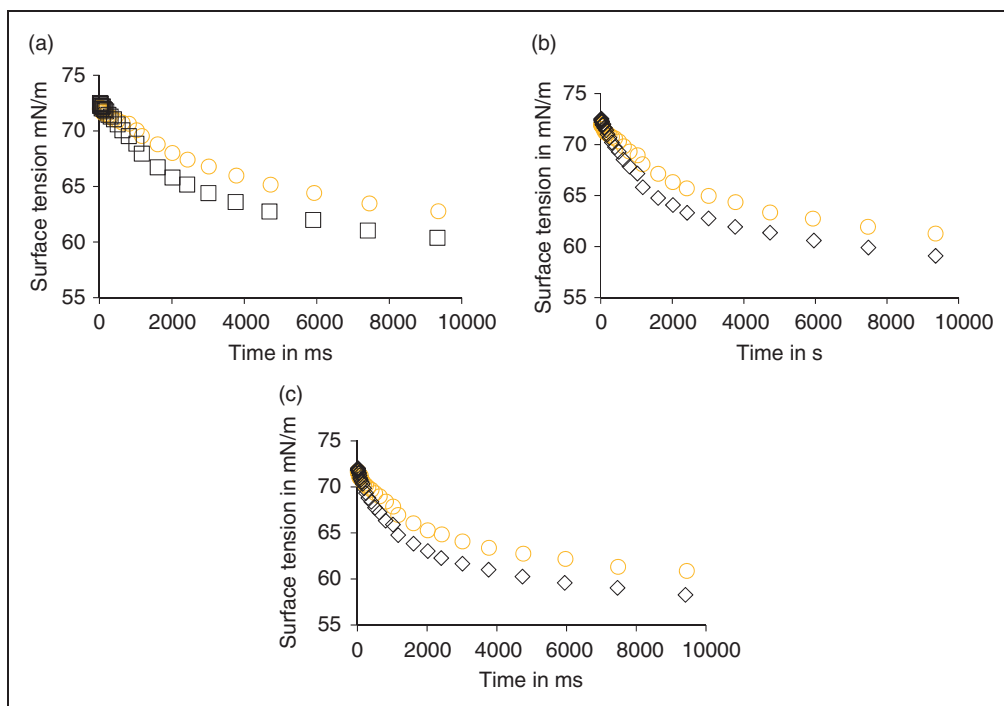 (a)
Surface tension mN/m
75
70
65
60
55
0 2000 4000 6000 8000 10000
Time in ms
(b)
Surface tension in mN/m
75
70
65
60
55
0 2000 4000 6000 8000 10000
Time in s
(c)
Surface tension in mN/m
75
70
65
60
55
0 2000 4000 6000 8000 10000
Time in ms